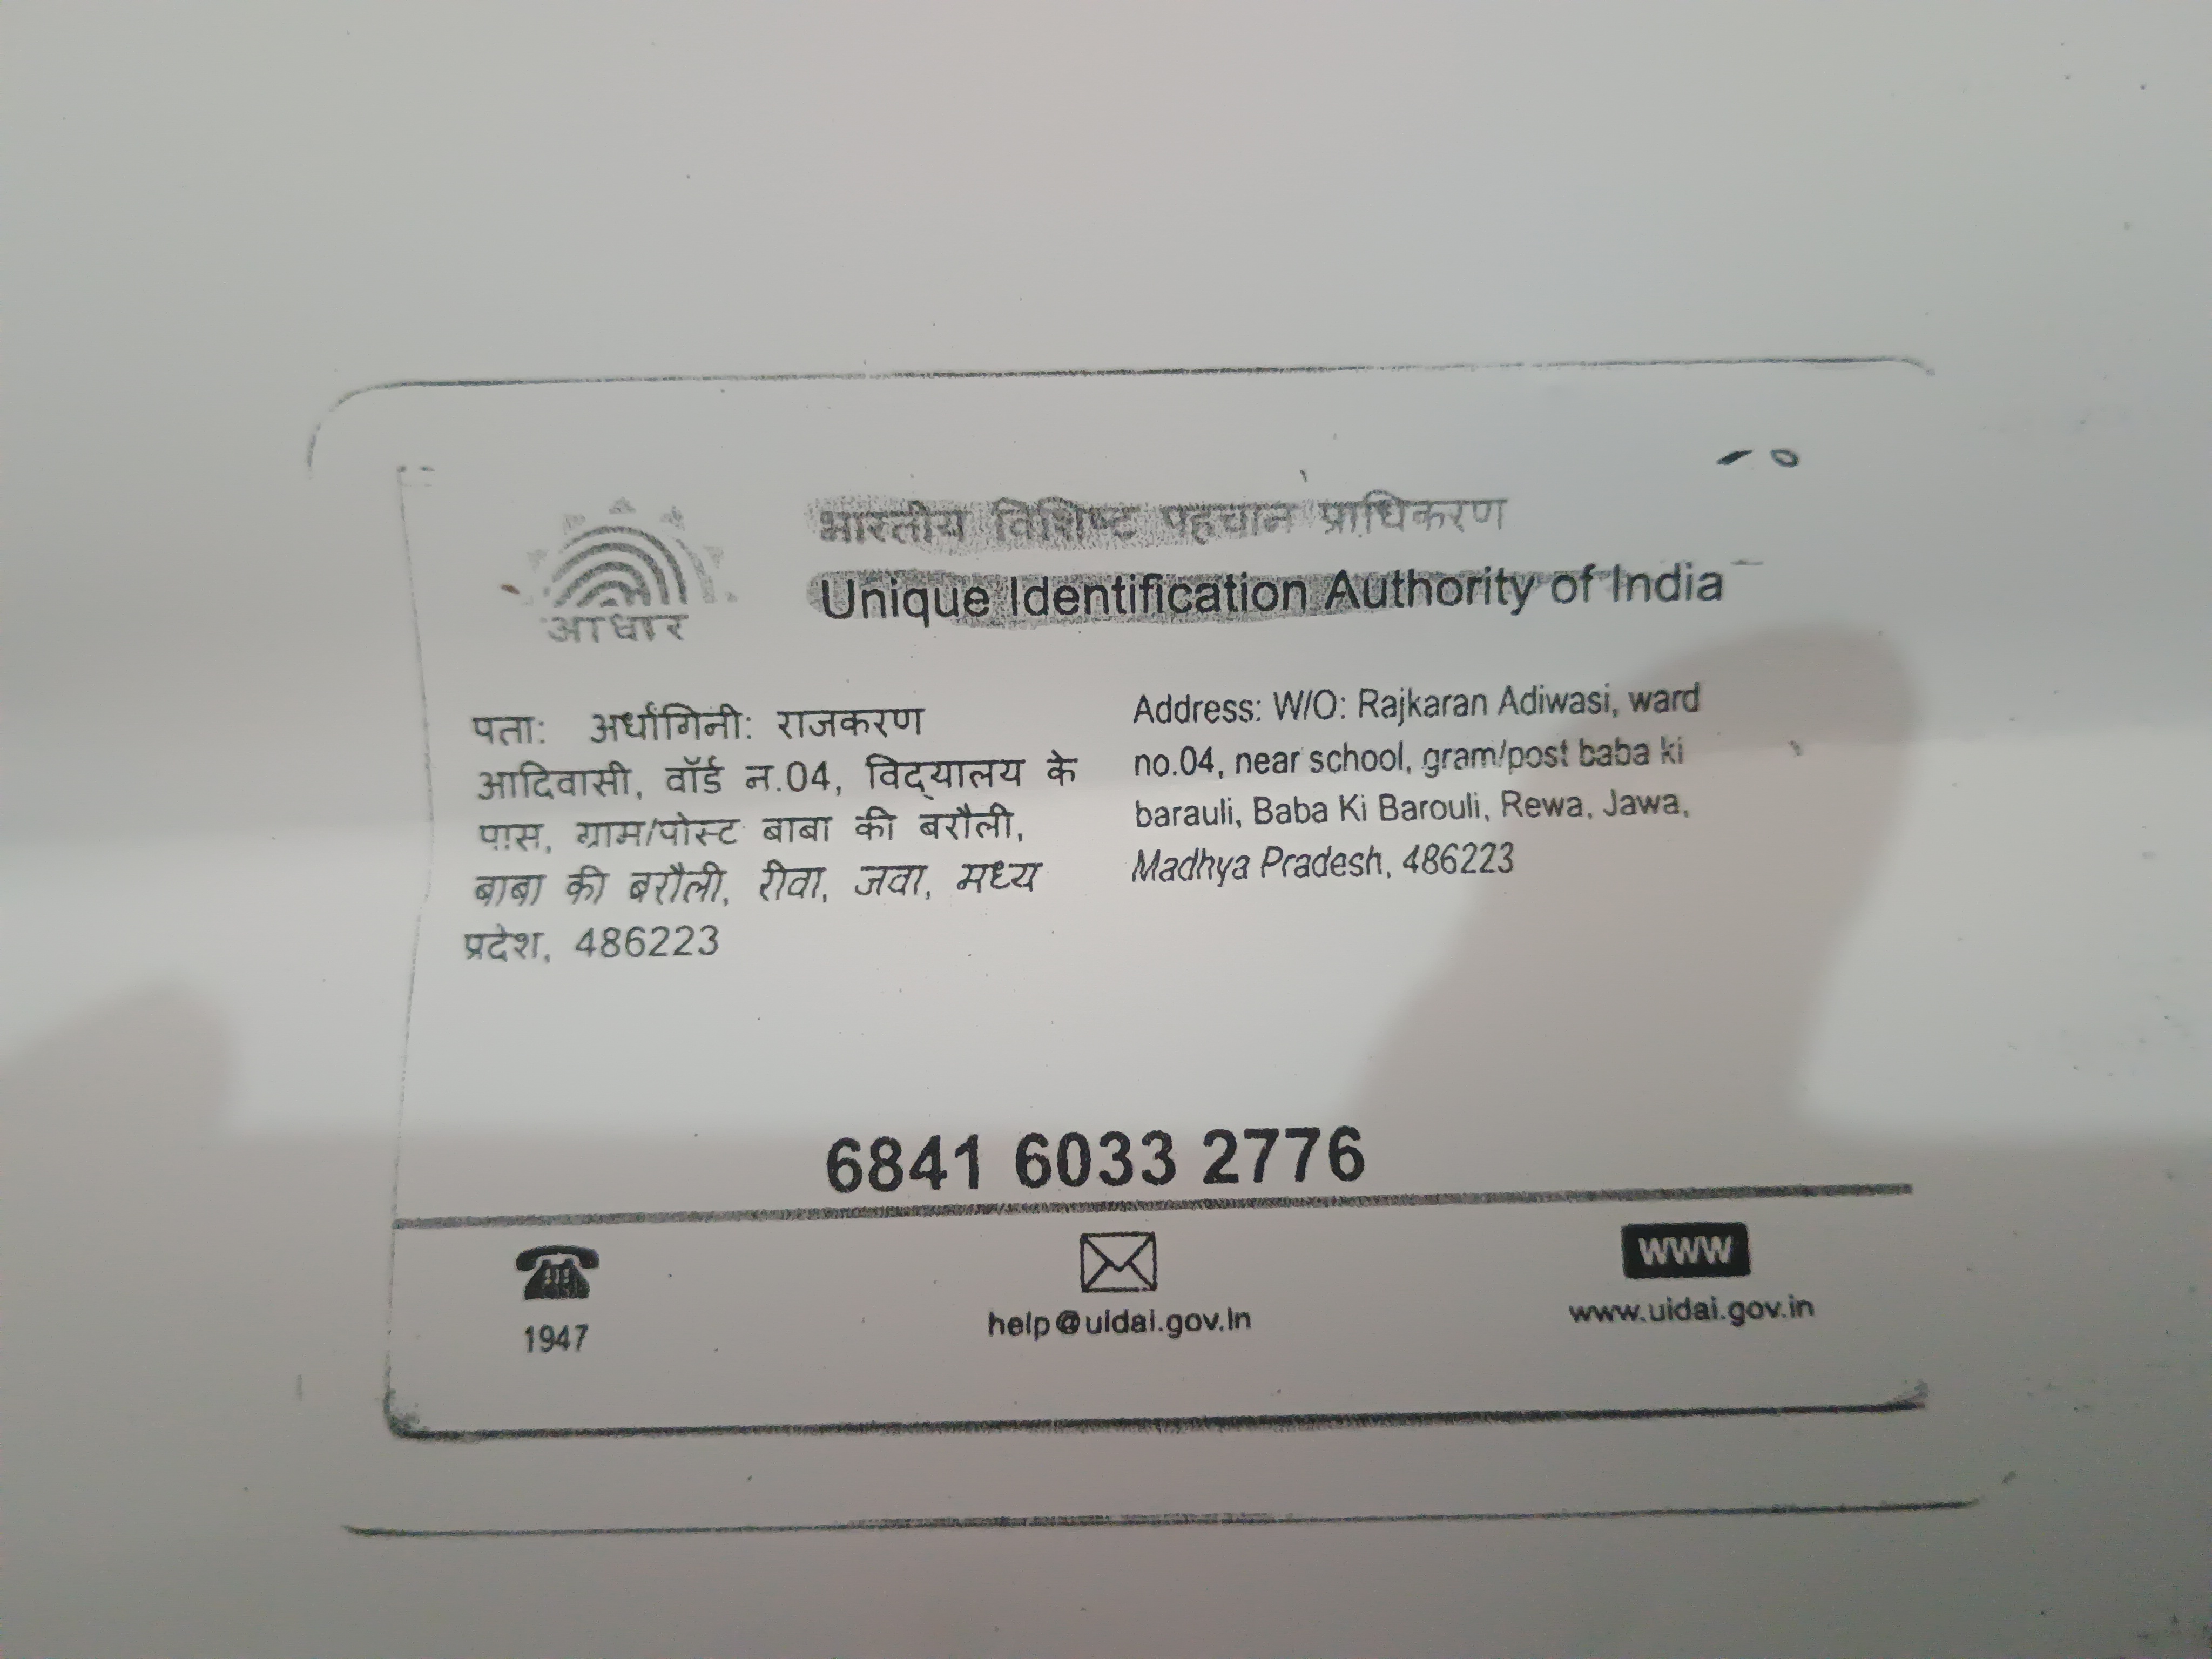 भारतीय विशिष्ट पहचान प्राधिकरण
Unique Identification Authority of India
आधार
पता: अर्धांगिनी: राजकरण
आदिवासी, वॉर्ड न.04, विद्यालय के
पास, ग्राम/पोस्ट बाबा की बरौली,
बाबा की बरौली, रीवा, जवा, मध्य
प्रदेश, 486223
Address: W/O: Rajkaran Adiwasi, ward
no.04, near school, gram/post baba ki
barauli, Baba Ki Barouli, Rewa, Jawa,
Madhya Pradesh, 486223
6841 6033 2776
1947
help@uidai.gov.in
www
www.uidai.gov.in